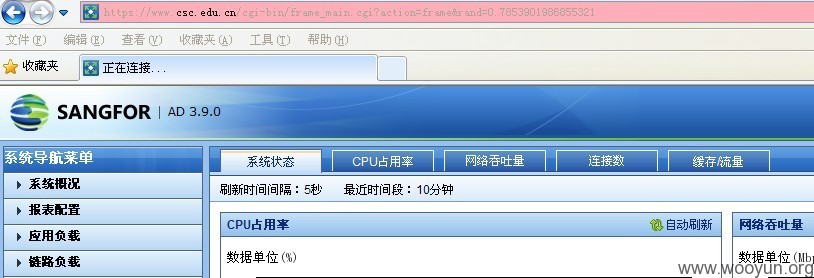 https://www.csc.edu.cn/cgi-bin/frame_main.cgi?action=frame&rand=0.7853901986855321
文件(F) 编辑(E) 查看(V) 收藏夹(A) 工具(T) 帮助(H)
收藏夹 正在连接...
SANGFOR | AD 3.9.0
系统导航菜单 系统状态 CPU占用率 网络吞吐量 连接数 缓存/流量
系统概况 刷新时间间隔：5秒 最近时间段：10分钟
报表配置
应用负载 CPU占用率 自动刷新 网络吞吐量
链路负载 数据单位(%) 数据单位(Mbp
www.wooyun.org